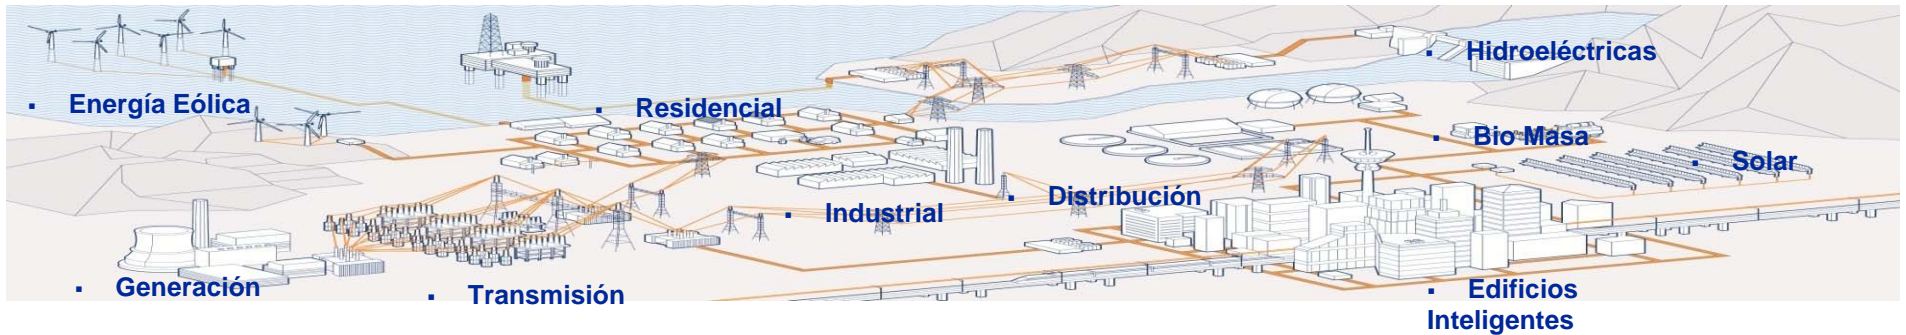 ▪ Hidroeléctricas
▪ Energía Eólica
▪ Residencial
▪ Bio Masa
▪ Solar
▪ Distribución
▪ Industrial
▪ Generación
▪ Transmisión
▪ Edificios
Inteligentes